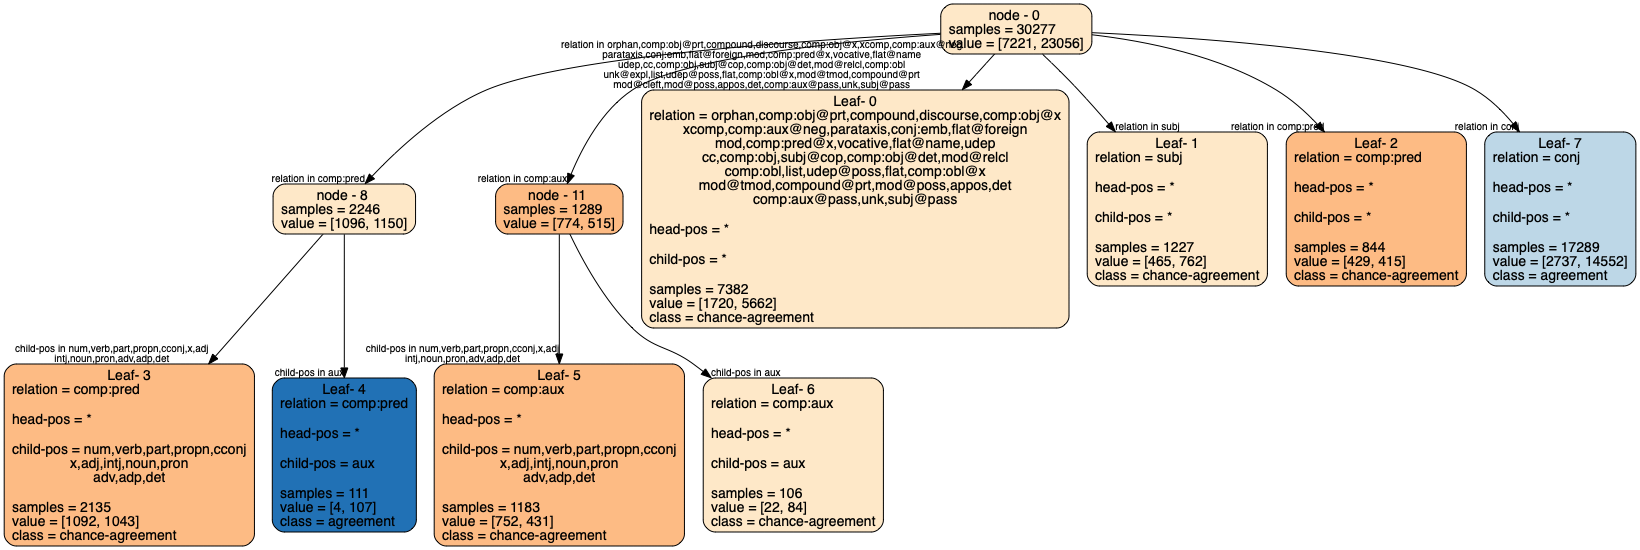 node - 0
samples = 30277
value = [7221, 23056]
relation in orphan,comp:obj@prt,compound,discourse,comp:obj@x,xcomp,comp:aux@neg
parataxis,conj:emb,flat@foreign,mod,comp:pred@x,vocative,flat@name
udep,cc,comp:obj,subj@cop,comp:obj@det,mod@relcl,comp:obl
unk@expl,list,udep@poss,flat,comp:obl@x,mod@tmod,compound@prt
mod@cleft,mod@poss,appos,det,comp:aux@pass,unk,subj@pass
Leaf- 0
relation = orphan,comp:obj@prt,compound,discourse,comp:obj@x
xcomp,comp:aux@neg,parataxis,conj:emb,flat@foreign
mod,comp:pred@x,vocative,flat@name,udep
cc,comp:obj,subj@cop,comp:obj@det,mod@relcl
comp:obl,list,udep@poss,flat,comp:obl@x
mod@tmod,compound@prt,mod@poss,appos,det
comp:aux@pass,unk,subj@pass
head-pos = *
child-pos = *
samples = 7382
value = [1720, 5662]
class = chance-agreement
relation in subj
Leaf- 1
relation = subj
head-pos = *
child-pos = *
samples = 1227
value = [465, 762]
class = chance-agreement
relation in comp:pred
Leaf- 2
relation = comp:pred
head-pos = *
child-pos = *
samples = 844
value = [429, 415]
class = chance-agreement
relation in conj
Leaf- 7
relation = conj
head-pos = *
child-pos = *
samples = 17289
value = [2737, 14552]
class = agreement
relation in comp:pred
node - 8
samples = 2246
value = [1096, 1150]
relation in comp:aux
node - 11
samples = 1289
value = [774, 515]
child-pos in num,verb,part,propn,cconj,x,adj
intj,noun,pron,adv,adp,det
Leaf- 3
relation = comp:pred
head-pos = *
child-pos = num,verb,part,propn,cconj
x,adj,intj,noun,pron
adv,adp,det
samples = 2135
value = [1092, 1043]
class = chance-agreement
child-pos in aux
Leaf- 4
relation = comp:pred
head-pos = *
child-pos = aux
samples = 111
value = [4, 107]
class = agreement
child-pos in num,verb,part,propn,cconj,x,adj
intj,noun,pron,adv,adp,det
Leaf- 5
relation = comp:aux
head-pos = *
child-pos = num,verb,part,propn,cconj
x,adj,intj,noun,pron
adv,adp,det
samples = 1183
value = [752, 431]
class = chance-agreement
child-pos in aux
Leaf- 6
relation = comp:aux
head-pos = *
child-pos = aux
samples = 106
value = [22, 84]
class = chance-agreement